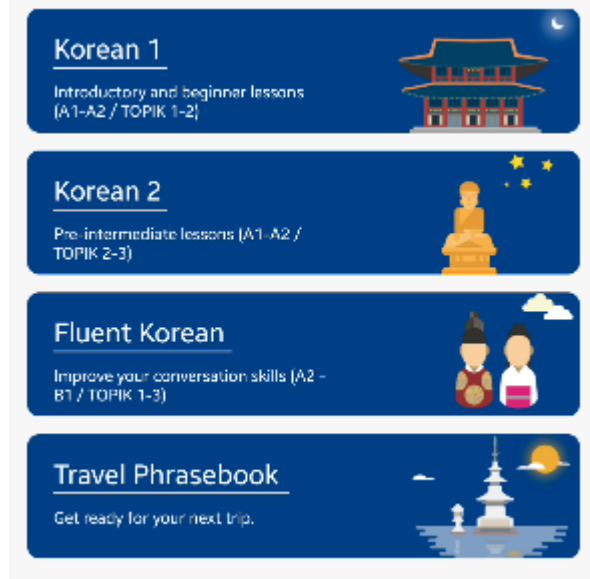 Korean 1
Introductory and beginner lessons
(A1-A2 / TOPIK 1-2)
Korean 2
Pre-intermediate lessons (A1-A2 /
TOPIK 2-3)
Fluent Korean
Improve your conversation skills (A2 –
B1 / TOPIK 1-3)
Travel Phrasebook
Get ready for your next trip.